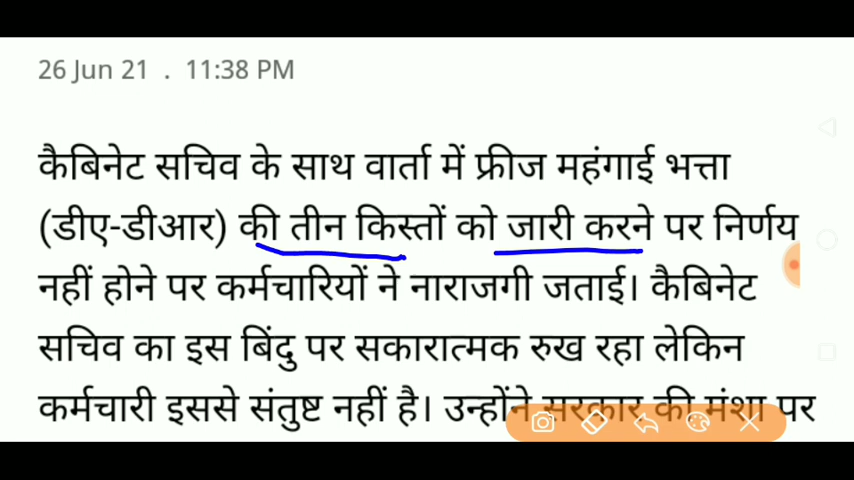 26 Jun 21 . 11:38 PM
कैबिनेट सचिव के साथ वार्ता में फ्रीज महंगाई भत्ता
(डीए-डीआर) की तीन किस्तों को जारी करने पर निर्णय
नहीं होने पर कर्मचारियों ने नाराजगी जताई। कैबिनेट
सचिव का इस बिंदु पर सकारात्मक रुख रहा लेकिन
कर्मचारी इससे संतुष्ट नहीं है। उन्होंने सरकार की मंशा पर